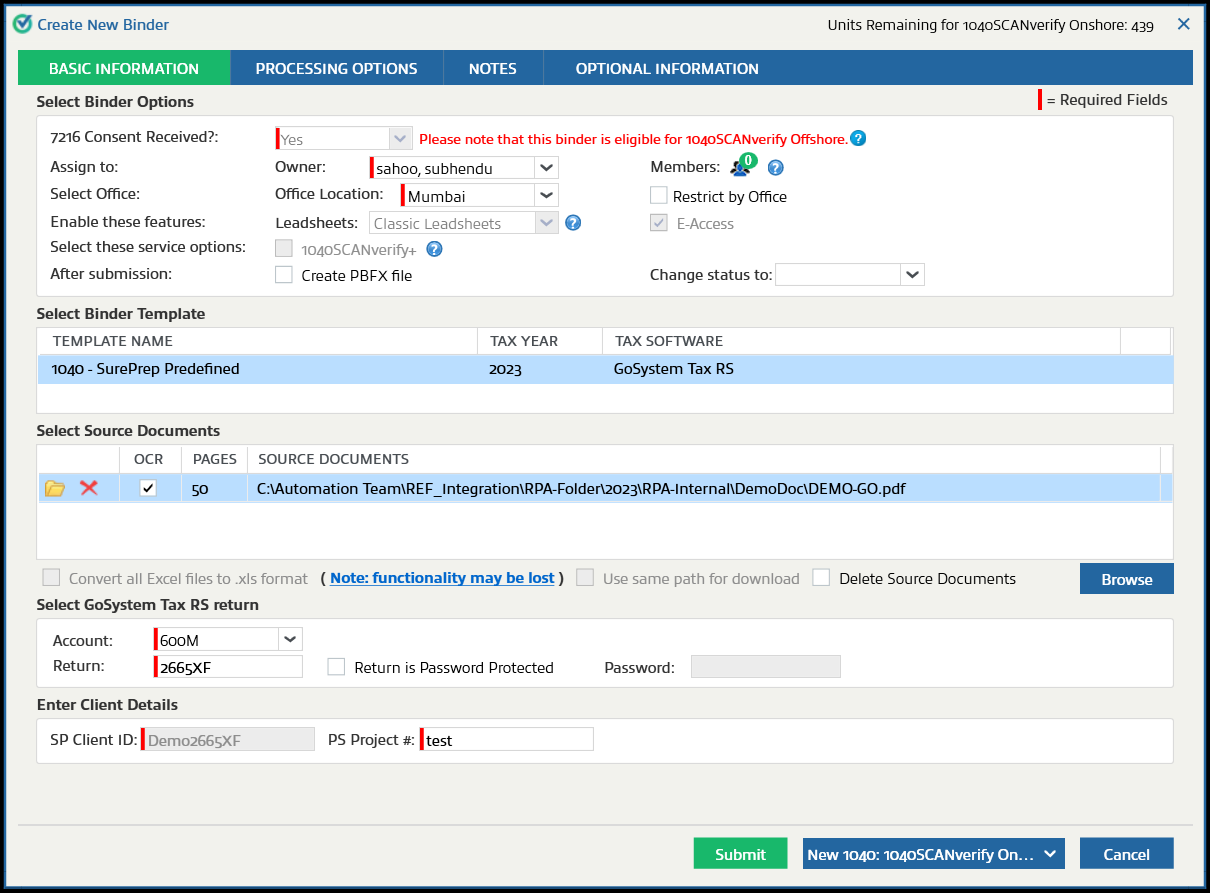 Create New Binder
Units Remaining for 1040SCANverify Onshore: 439
BASIC INFORMATION PROCESSING OPTIONS NOTES OPTIONAL INFORMATION
Select Binder Options
= Required Fields
7216 Consent Received?: Yes Please note that this binder is eligible for 1040SCANverify Offshore. ?
Assign to: Owner: sahoo, subhendu Members: 0 ?
Select Office: Office Location: Mumbai Restrict by Office
Enable these features: Leadsheets: Classic Leadsheets ? E-Access
Select these service options: 1040SCANverify+ ?
After submission: Create PBFX file Change status to:
Select Binder Template
TEMPLATE NAME TAX YEAR TAX SOFTWARE
1040 - SurePrep Predefined 2023 GoSystem Tax RS
Select Source Documents
OCR PAGES SOURCE DOCUMENTS
50 C:\Automation Team\REF_Integration\RPA-Folder\2023\RPA-Internal\DemoDoc\DEMO-GO.pdf
Convert all Excel files to .xls format ( Note: functionality may be lost ) Use same path for download Delete Source Documents Browse
Select GoSystem Tax RS return
Account: 600M
Return: 2665XF Return is Password Protected Password:
Enter Client Details
SP Client ID: Demo2665XF PS Project #: test
Submit New 1040: 1040SCANverify On... Cancel